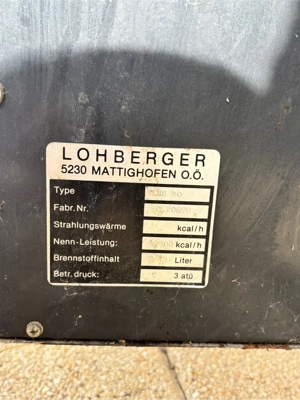 LOHBERGER
5230 MATTIGHOFEN O.Ö.
Type
Fabr. Nr.
Strahlungswärme kcal/h
Nenn-Leistung: kcal/h
Brennstoffinhalt Liter
Betr. druck: 3 atü